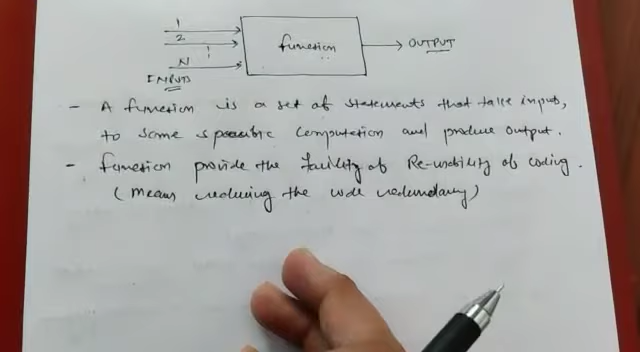 1
2
N
INPUTS
function
OUTPUT
- A function is a set of statements that take input,
to some specific Computation and produce output.
- function provide the facility of Re-usability of coding.
(Means reducing the code redundancy)